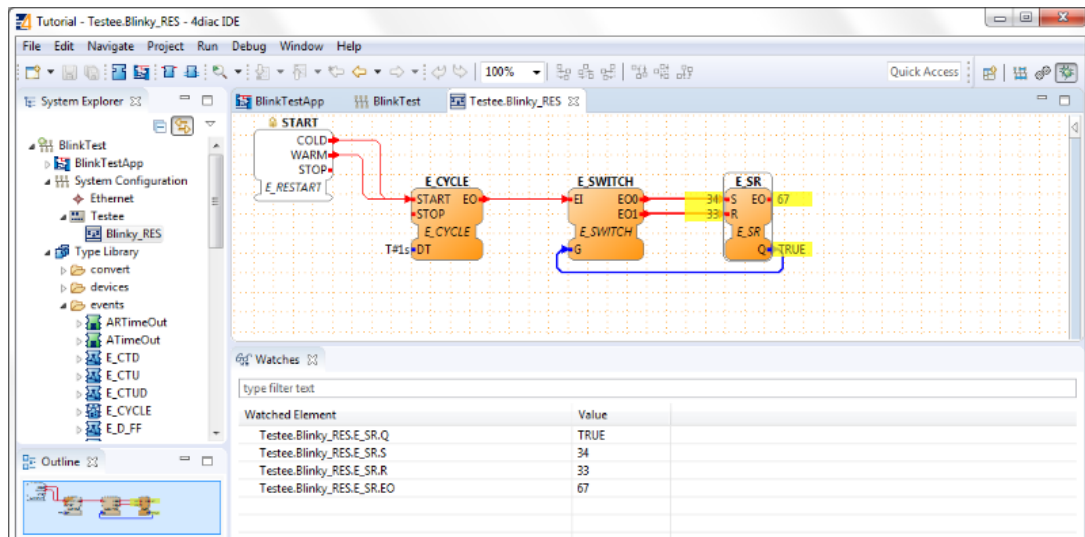 Tutorial - Testee.Blinky_RES - 4diac IDE
File Edit Navigate Project Run Debug Window Help
100% Quick Access
System Explorer
BlinkTest
BlinkTestApp
System Configuration
Ethernet
Testee
Blinky_RES
Type Library
convert
devices
events
ARTimeOut
ATimeOut
E_CTD
E_CTU
E_CTUD
E_CYCLE
E_D_FF
Outline
BlinkTestApp BlinkTest Testee.Blinky_RES
START
COLD
WARM
STOP
E_RESTART
E_CYCLE
START EO
STOP
E_CYCLE
T#1s DT
E_SWITCH
EI EO0
EO1
E_SWITCH
G
E_SR
34 S EO 67
33 R
E_SR
Q TRUE
Watches
type filter text
Watched Element Value
Testee.Blinky_RES.E_SR.Q TRUE
Testee.Blinky_RES.E_SR.S 34
Testee.Blinky_RES.E_SR.R 33
Testee.Blinky_RES.E_SR.EO 67